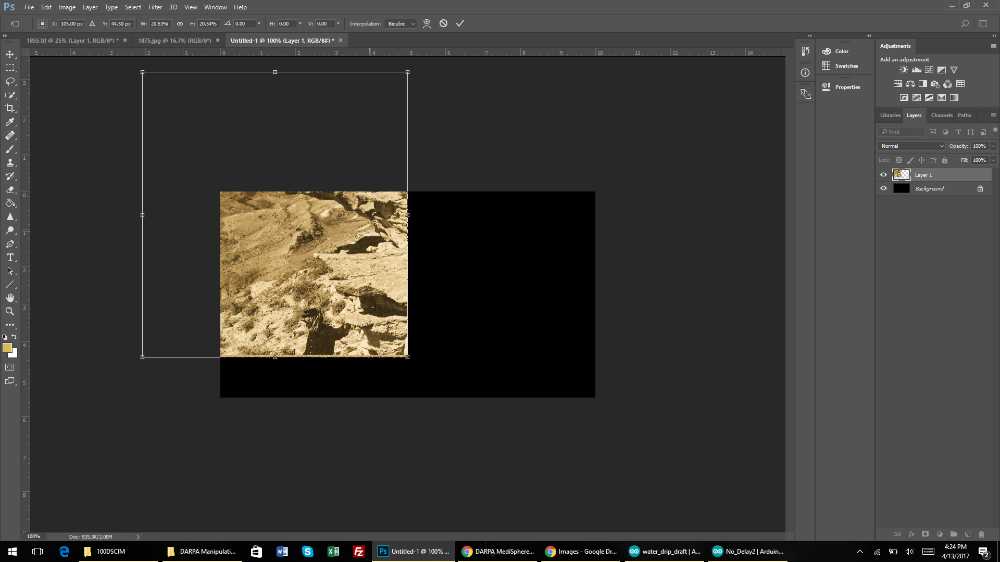 Ps File Edit Image Layer Type Select Filter 3D View Window Help
X: 105.00 px Y: 44.50 px W: 20.53% H: 20.54% 0.00 ° H: 0.00 ° V: 0.00 ° Interpolation: Bicubic
1855.tif @ 25% (Layer 1, RGB/8*) * × 1875.jpg @ 16.7% (RGB/8*) × Untitled-1 @ 100% (Layer 1, RGB/8#) * ×
5 4 3 2 1 0 1 2 3 4 5 6 7 8 9 10 11 12 13 14
3
2
1
0
1
2
3
4
5
6
7
8
Color
Swatches
Properties
Adjustments
Add an adjustment
Libraries Layers Channels Paths
Kind
Normal Opacity: 100%
Lock: Fill: 100%
Layer 1
Background
100% Doc: 835.3K/2.08M
100DSCIM DARPA Manipulati... Ps Untitled-1 @ 100% ... DARPA MediSphere... Images - Google Dr... water_drip_draft | A... No_Delay2 | Arduin...
4:24 PM
4/13/2017
2